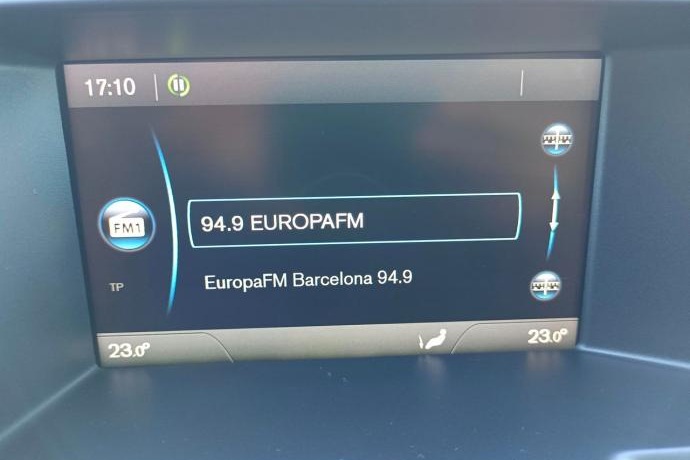 17:10
94.9 EUROPAFM
FM1
TP
EuropaFM Barcelona 94.9
23.0°
23.0°